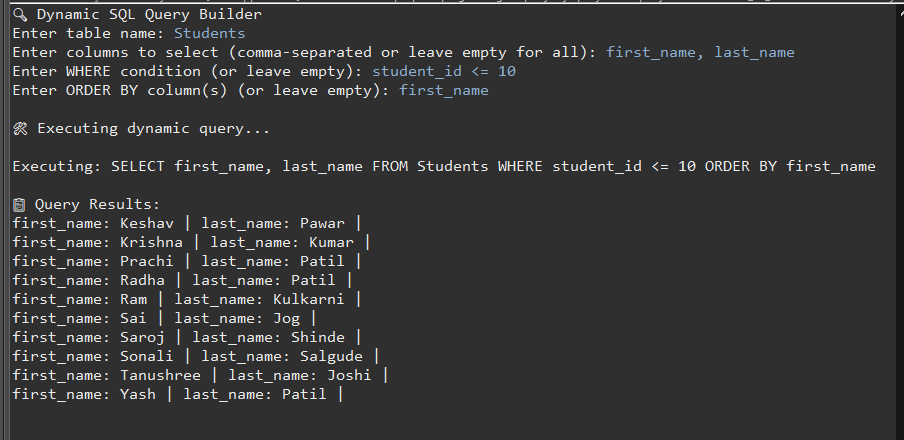 🔍 Dynamic SQL Query Builder
Enter table name: Students
Enter columns to select (comma-separated or leave empty for all): first_name, last_name
Enter WHERE condition (or leave empty): student_id <= 10
Enter ORDER BY column(s) (or leave empty): first_name
🛠 Executing dynamic query...
Executing: SELECT first_name, last_name FROM Students WHERE student_id <= 10 ORDER BY first_name
📋 Query Results:
first_name: Keshav | last_name: Pawar |
first_name: Krishna | last_name: Kumar |
first_name: Prachi | last_name: Patil |
first_name: Radha | last_name: Patil |
first_name: Ram | last_name: Kulkarni |
first_name: Sai | last_name: Jog |
first_name: Saroj | last_name: Shinde |
first_name: Sonali | last_name: Salgude |
first_name: Tanushree | last_name: Joshi |
first_name: Yash | last_name: Patil |